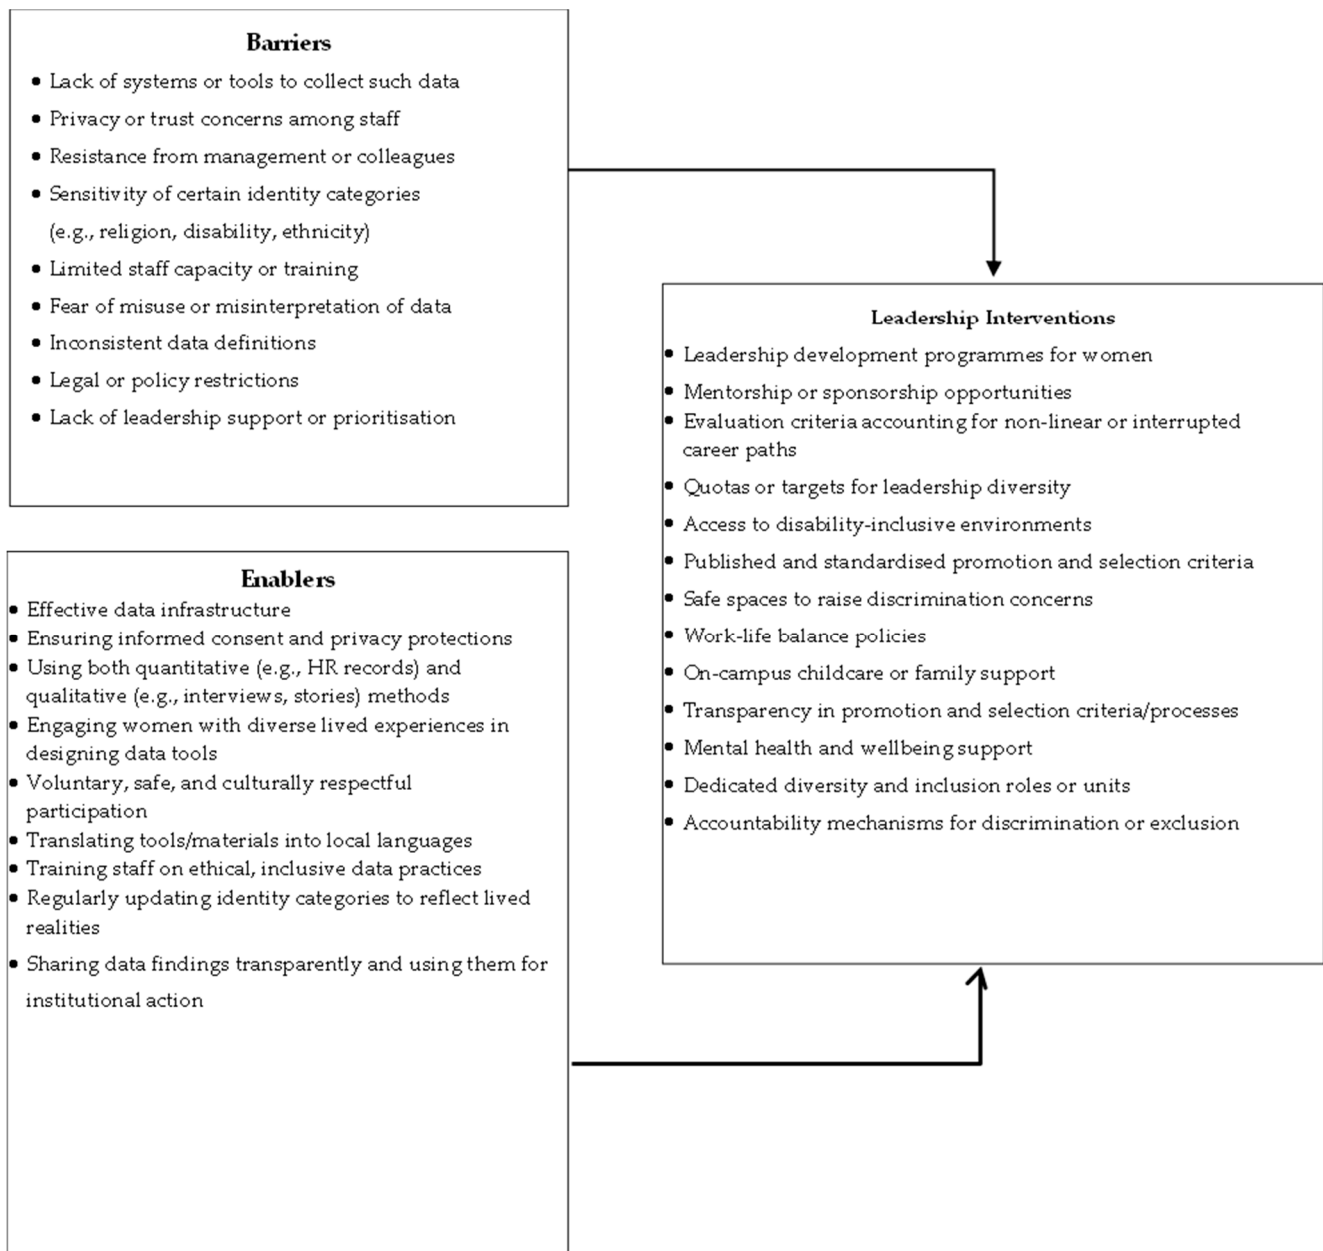 Barriers
• Lack of systems or tools to collect such data
• Privacy or trust concerns among staff
• Resistance from management or colleagues
• Sensitivity of certain identity categories
(e.g., religion, disability, ethnicity)
• Limited staff capacity or training
• Fear of misuse or misinterpretation of data
• Inconsistent data definitions
• Legal or policy restrictions
• Lack of leadership support or prioritisation
Enablers
• Effective data infrastructure
• Ensuring informed consent and privacy protections
• Using both quantitative (e.g., HR records) and
qualitative (e.g., interviews, stories) methods
• Engaging women with diverse lived experiences in
designing data tools
• Voluntary, safe, and culturally respectful
participation
• Translating tools/materials into local languages
• Training staff on ethical, inclusive data practices
• Regularly updating identity categories to reflect lived
realities
• Sharing data findings transparently and using them for
institutional action
Leadership Interventions
• Leadership development programmes for women
• Mentorship or sponsorship opportunities
• Evaluation criteria accounting for non-linear or interrupted
career paths
• Quotas or targets for leadership diversity
• Access to disability-inclusive environments
• Published and standardised promotion and selection criteria
• Safe spaces to raise discrimination concerns
• Work-life balance policies
• On-campus childcare or family support
• Transparency in promotion and selection criteria/processes
• Mental health and wellbeing support
• Dedicated diversity and inclusion roles or units
• Accountability mechanisms for discrimination or exclusion